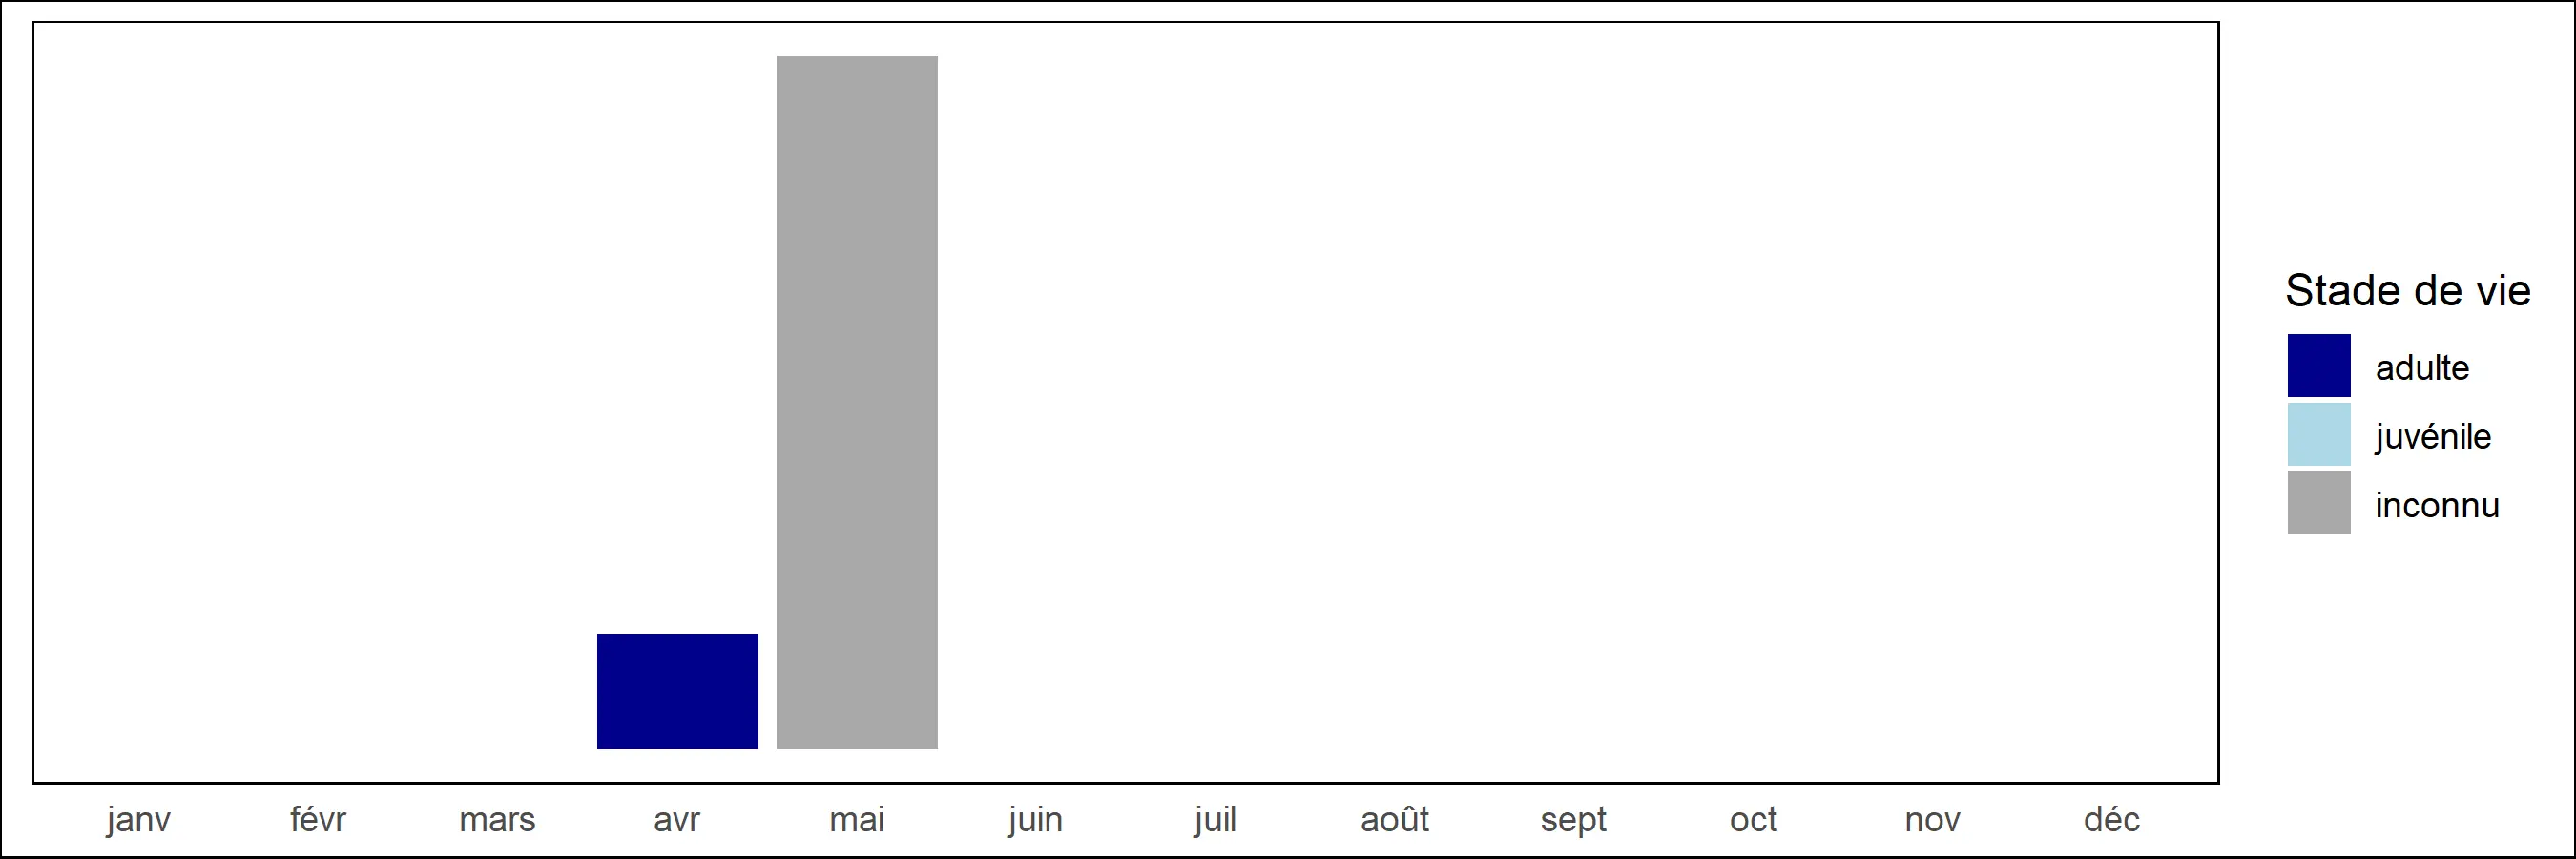 Stade de vie
adulte
juvénile
inconnu
janv févr mars avr mai juin juil août sept oct nov déc